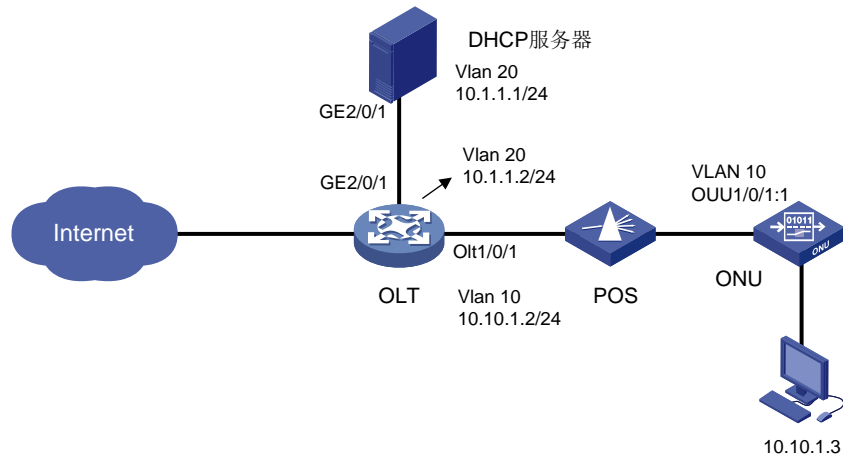 DHCP服务器
Vlan 20
10.1.1.1/24
GE2/0/1
Vlan 20
10.1.1.2/24
GE2/0/1
VLAN 10
OUU1/0/1:1
Internet
01011
ONU
Olt1/0/1
OLT
Vlan 10
10.10.1.2/24
POS
ONU
10.10.1.3